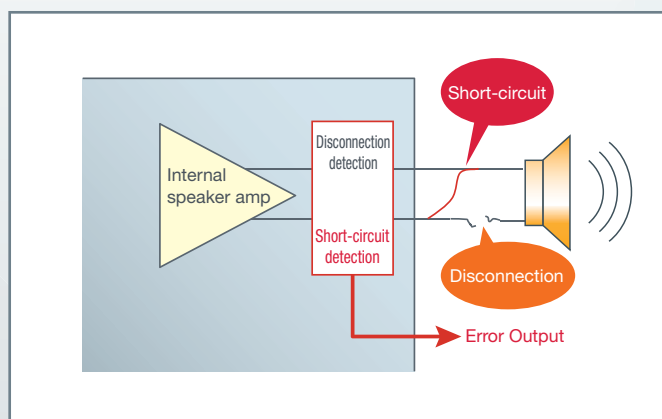 Short-circuit
Disconnection
detection
Internal
speaker amp
Short-circuit
detection
Disconnection
Error Output